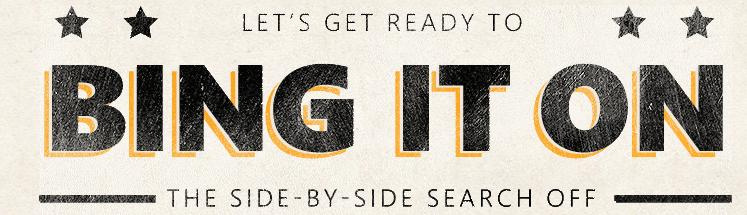 LET'S GET READY TO
BING IT ON
THE SIDE-BY-SIDE SEARCH OFF